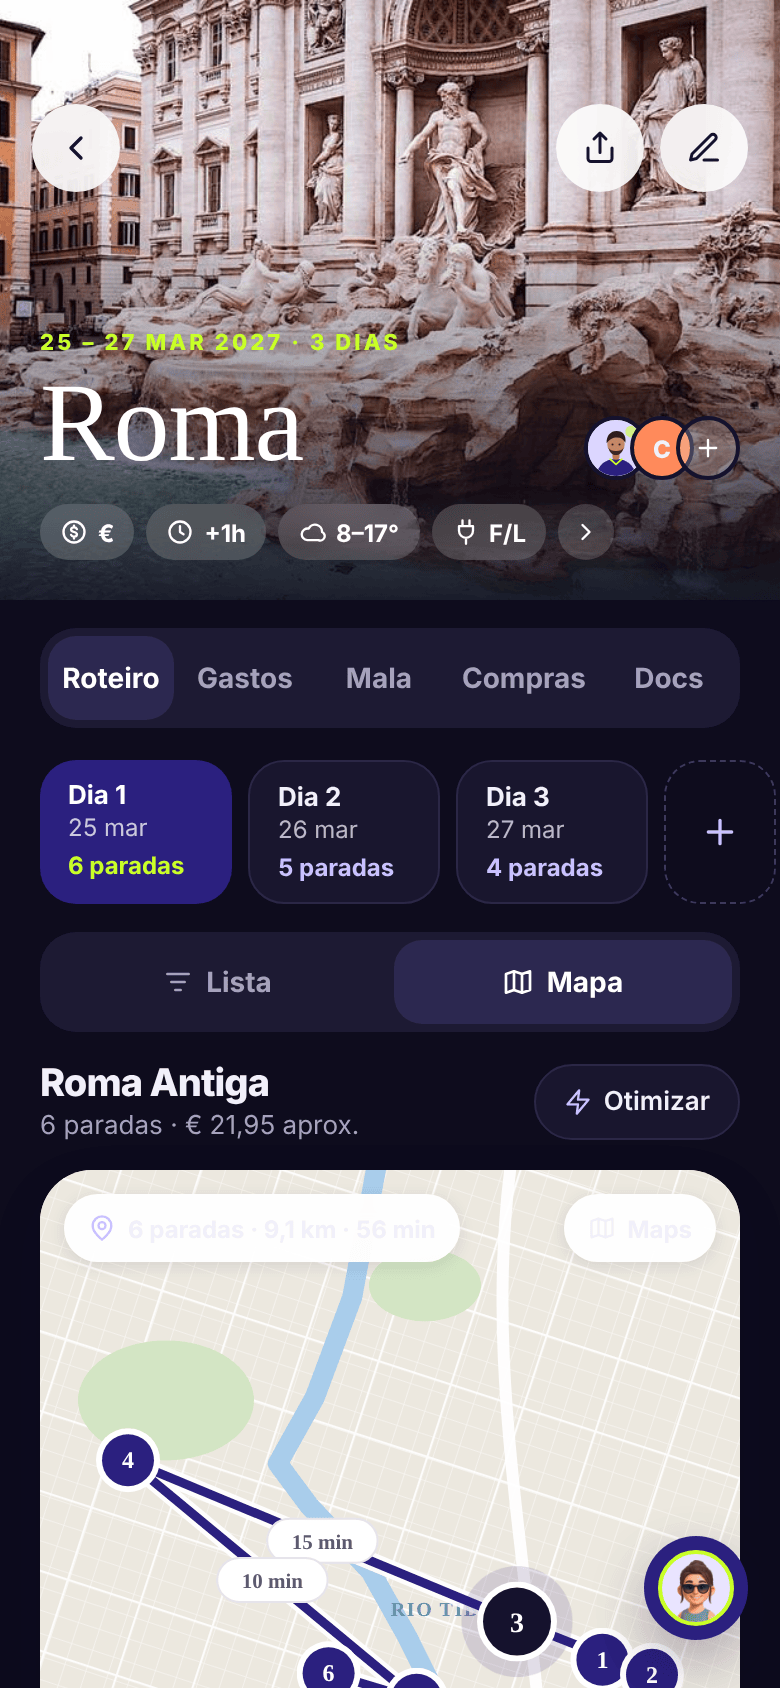 25 – 27 MAR 2027 · 3 DIAS
Roma
C
€
+1h
8–17°
F/L
Roteiro
Gastos
Mala
Compras
Docs
Dia 1
25 mar
6 paradas
Dia 2
26 mar
5 paradas
Dia 3
27 mar
4 paradas
Lista
Mapa
Roma Antiga
6 paradas · € 21,95 aprox.
Otimizar
6 paradas · 9,1 km · 56 min
Maps
4
15 min
10 min
RIO
3
1
2
6